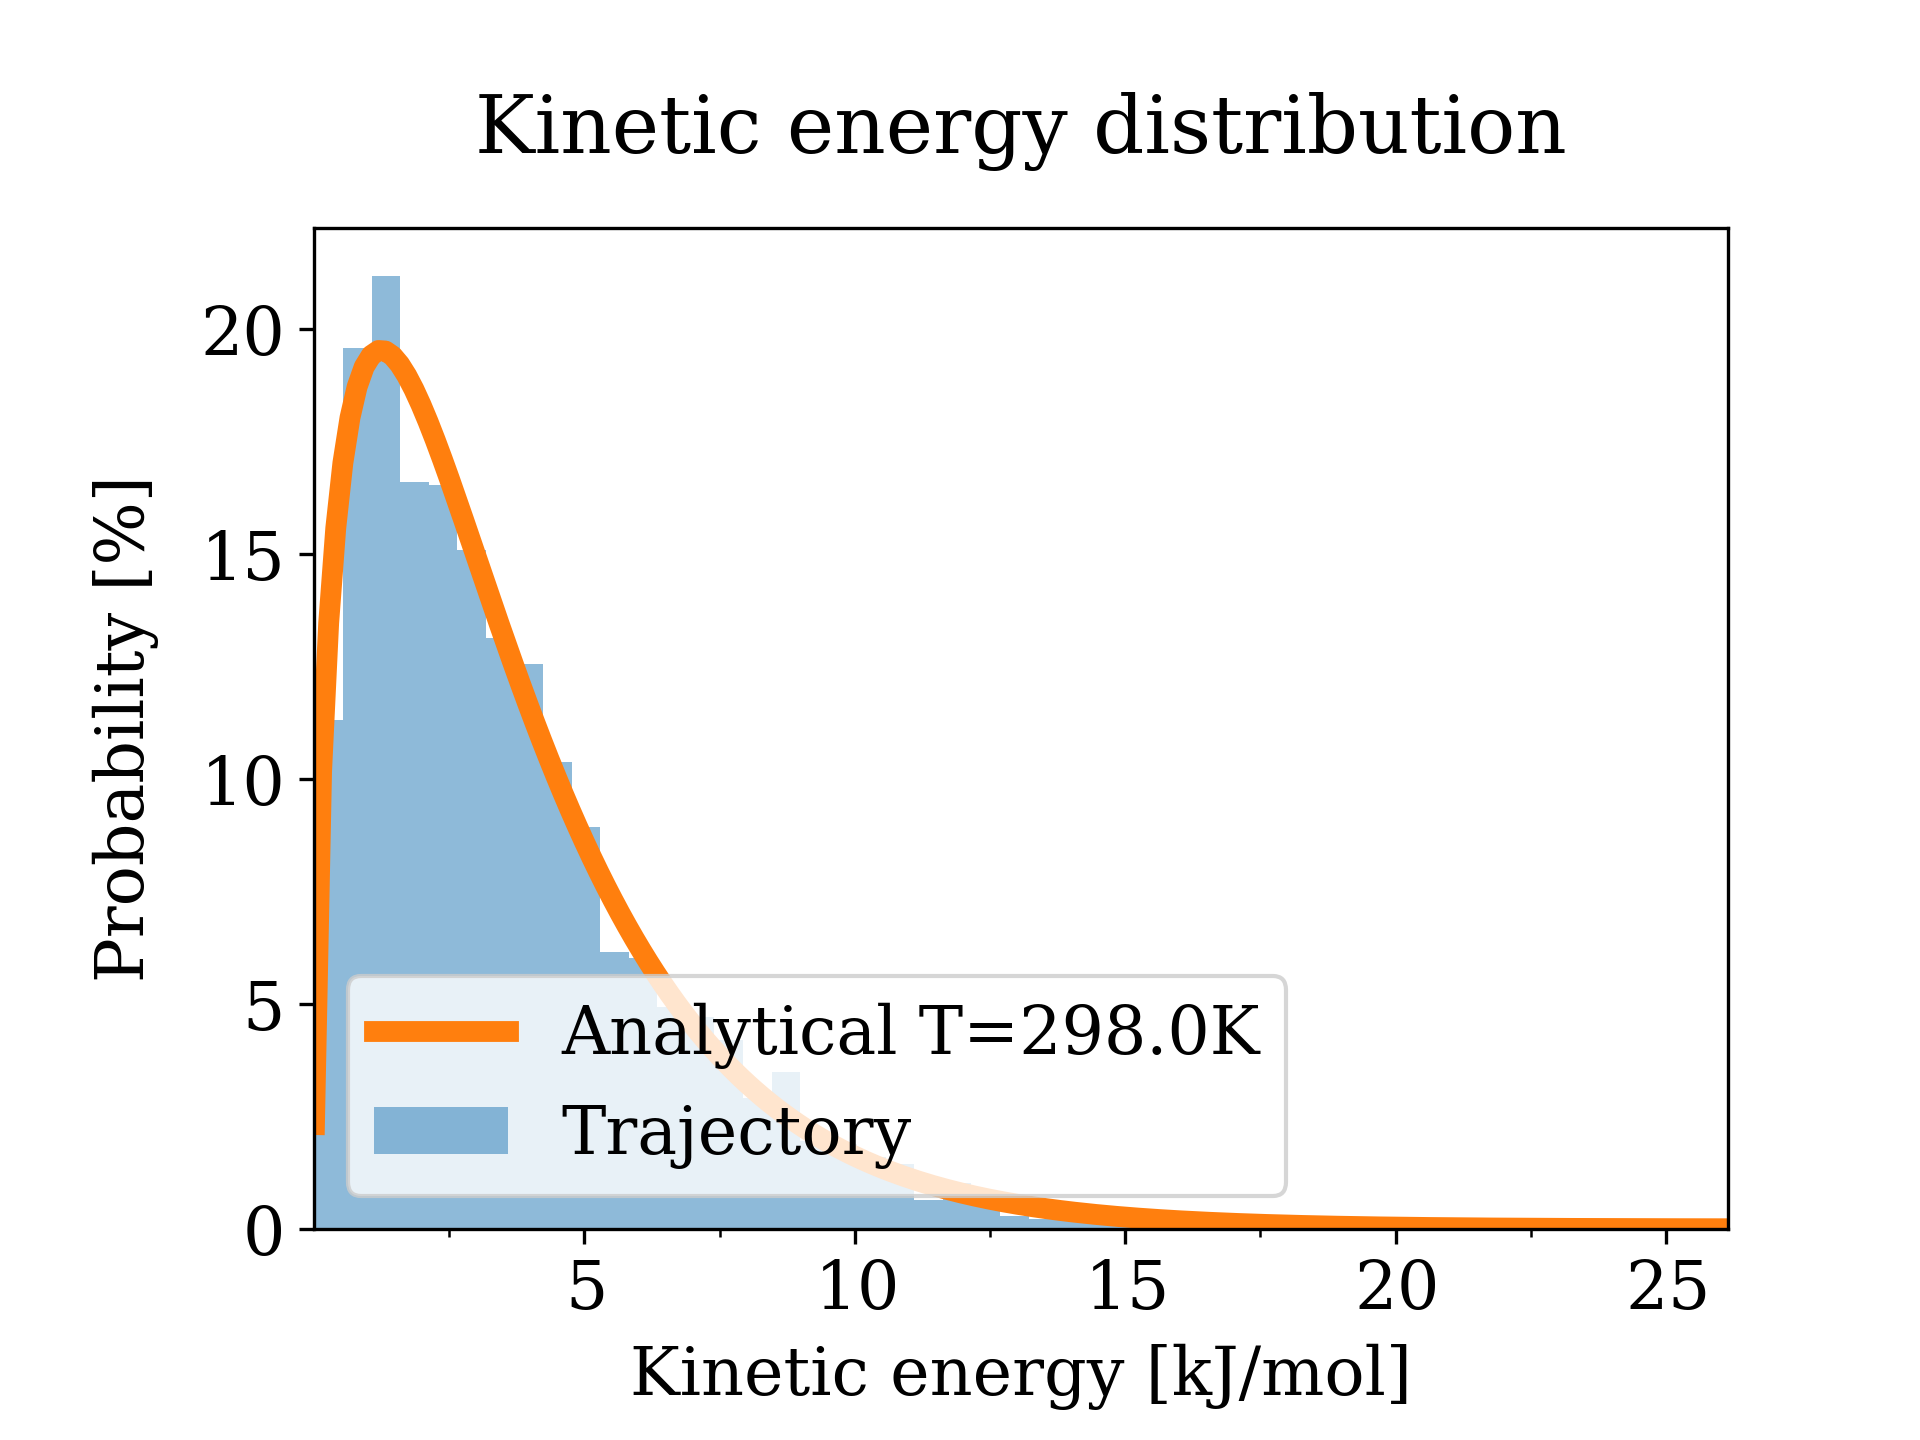 Kinetic energy distribution
Probability [%]
20
15
10
5
0
Analytical T=298.0K
Trajectory
5 10 15 20 25
Kinetic energy [kJ/mol]